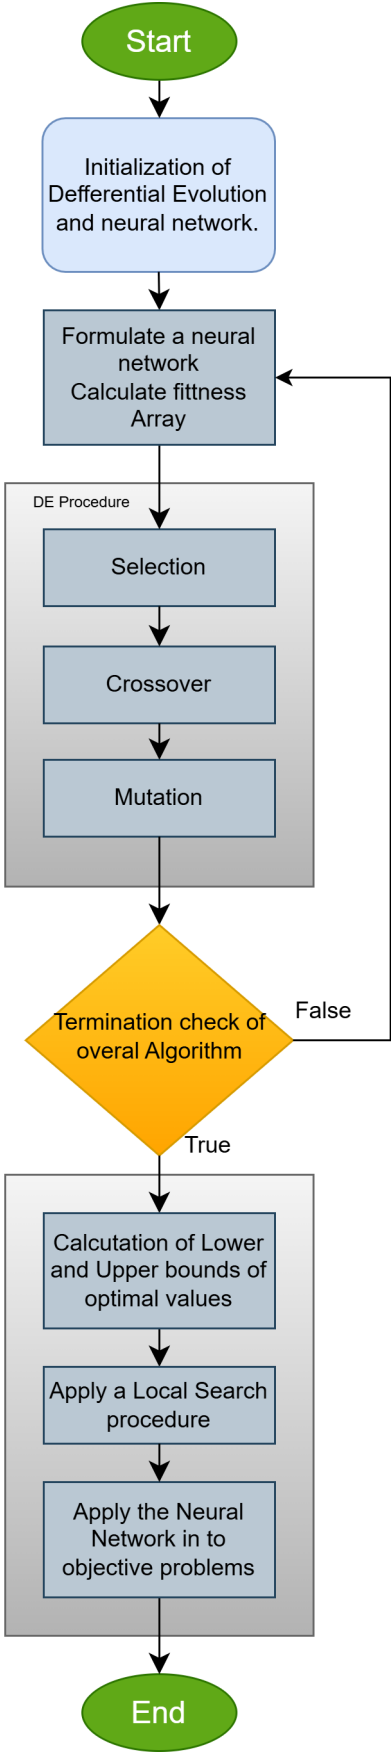 Start
Initialization of
Defferential Evolution
and neural network.
Formulate a neural
network
Calculate fittness
Array
DE Procedure
Selection
Crossover
Mutation
Termination check of
overal Algorithm
False
True
Calcutation of Lower
and Upper bounds of
optimal values
Apply a Local Search
procedure
Apply the Neural
Network in to
objective problems
End